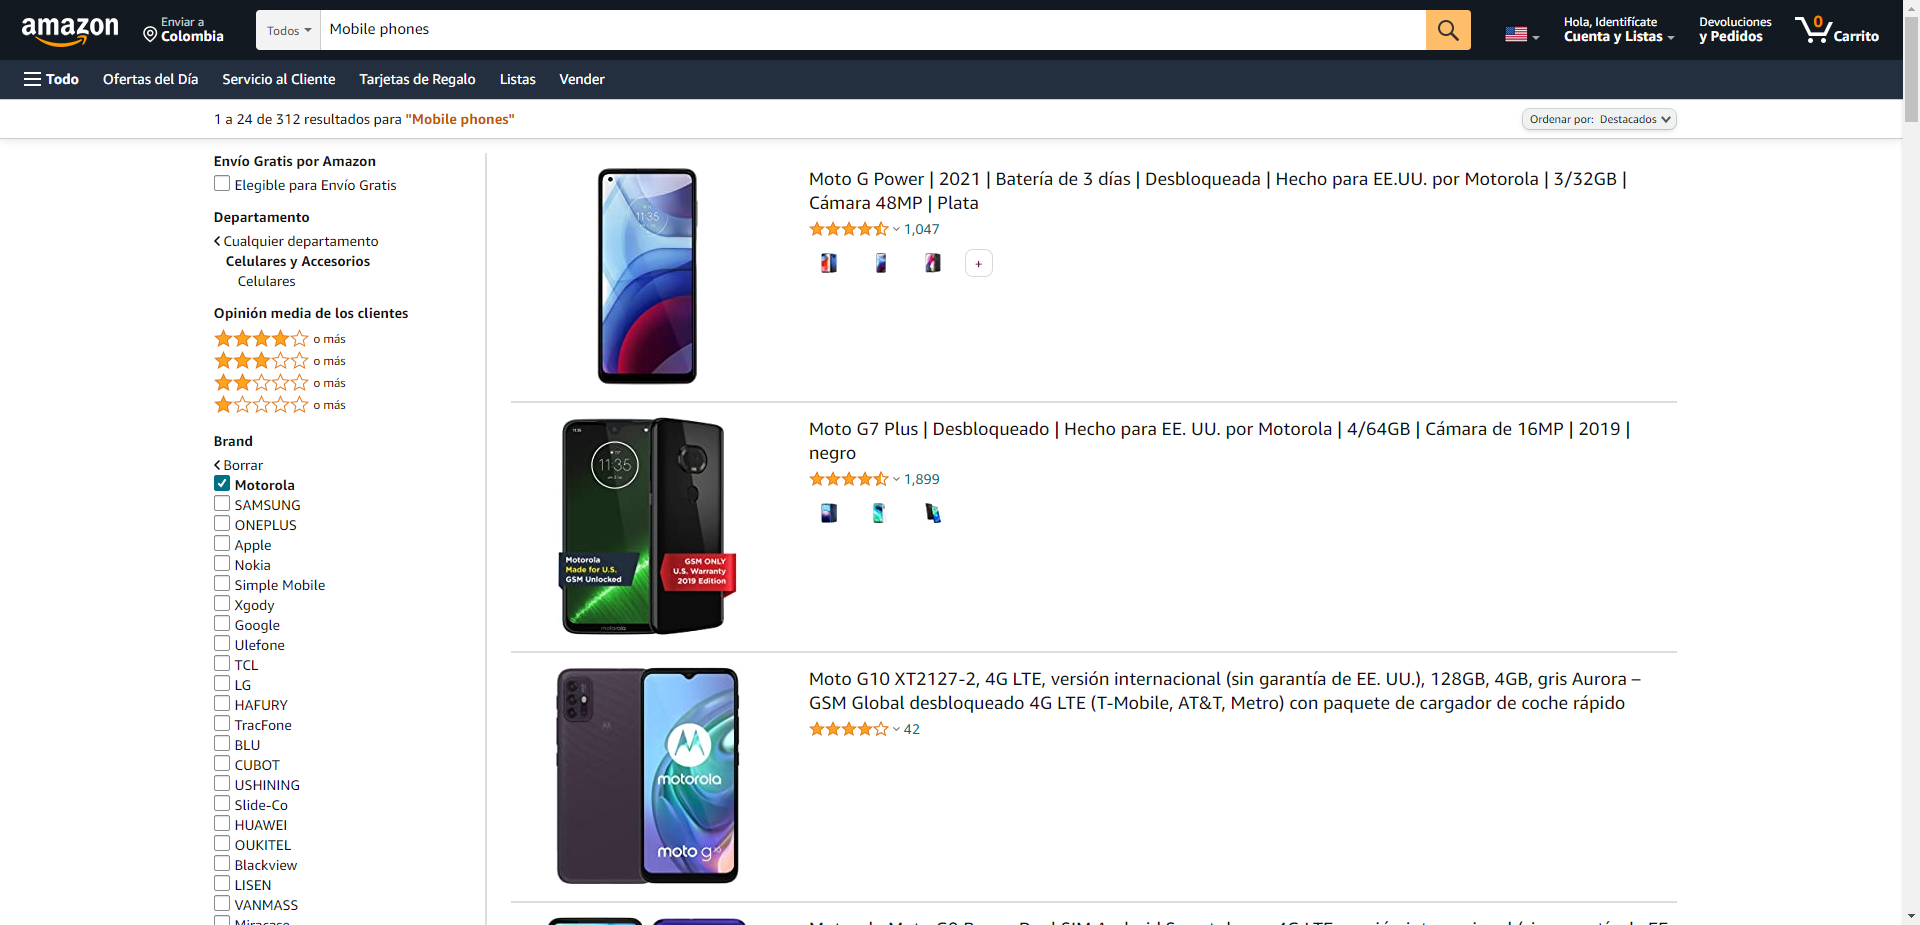 amazon
Enviar a
Colombia
Todos
Mobile phones
Hola, Identifícate
Cuenta y Listas
Devoluciones
y Pedidos
0
Carrito
Todo
Ofertas del Día
Servicio al Cliente
Tarjetas de Regalo
Listas
Vender
1 a 24 de 312 resultados para "Mobile phones"
Ordenar por: Destacados
Envío Gratis por Amazon
Elegible para Envío Gratis
Departamento
Cualquier departamento
Celulares y Accesorios
Celulares
Opinión media de los clientes
o más
o más
o más
o más
Brand
Borrar
Motorola
SAMSUNG
ONEPLUS
Apple
Nokia
Simple Mobile
Xgody
Google
Ulefone
TCL
LG
HAFURY
TracFone
BLU
CUBOT
USHINING
Slide-Co
HUAWEI
OUKITEL
Blackview
LISEN
VANMASS
11:35
Moto G Power | 2021 | Batería de 3 días | Desbloqueada | Hecho para EE.UU. por Motorola | 3/32GB |
Cámara 48MP | Plata
1,047
+
11:35
Motorola
Made for U.S.
GSM Unlocked
GSM ONLY
U.S. Warranty
2019 Edition
motorola
Moto G7 Plus | Desbloqueado | Hecho para EE. UU. por Motorola | 4/64GB | Cámara de 16MP | 2019 |
negro
1,899
motorola
moto g10
Moto G10 XT2127-2, 4G LTE, versión internacional (sin garantía de EE. UU.), 128GB, 4GB, gris Aurora –
GSM Global desbloqueado 4G LTE (T-Mobile, AT&T, Metro) con paquete de cargador de coche rápido
42